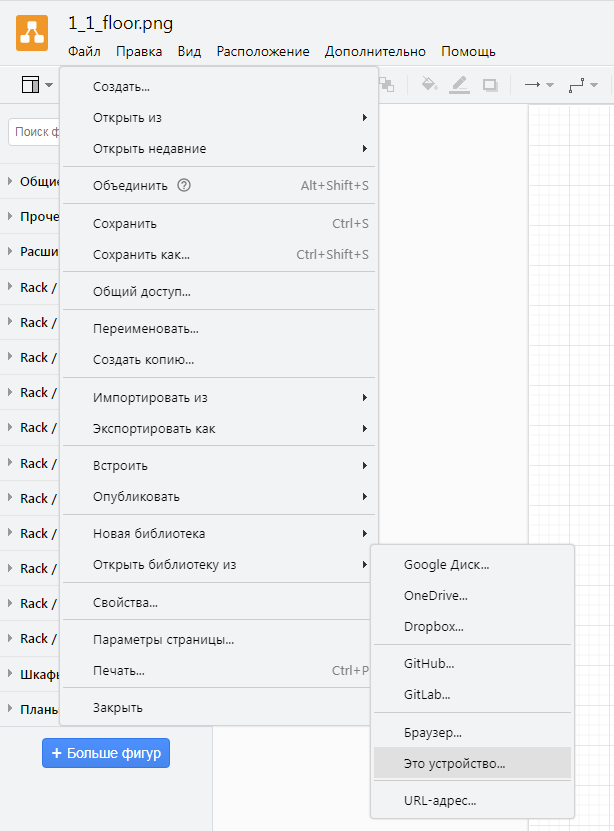 1_1_floor.png
Файл Правка Вид Расположение Дополнительно Помощь
Поиск ф
Общие
Проче
Расши
Rack /
Rack /
Rack /
Rack /
Rack /
Rack /
Rack /
Rack /
Rack /
Rack /
Rack /
Шкафы
Планы
+ Больше фигур
Создать...
Открыть из
Открыть недавние
Объединить ? Alt+Shift+S
Сохранить Ctrl+S
Сохранить как... Ctrl+Shift+S
Общий доступ...
Переименовать...
Создать копию...
Импортировать из
Экспортировать как
Встроить
Опубликовать
Новая библиотека
Открыть библиотеку из
Свойства...
Параметры страницы...
Печать... Ctrl+P
Закрыть
Google Диск...
OneDrive...
Dropbox...
GitHub...
GitLab...
Браузер...
Это устройство...
URL-адрес...